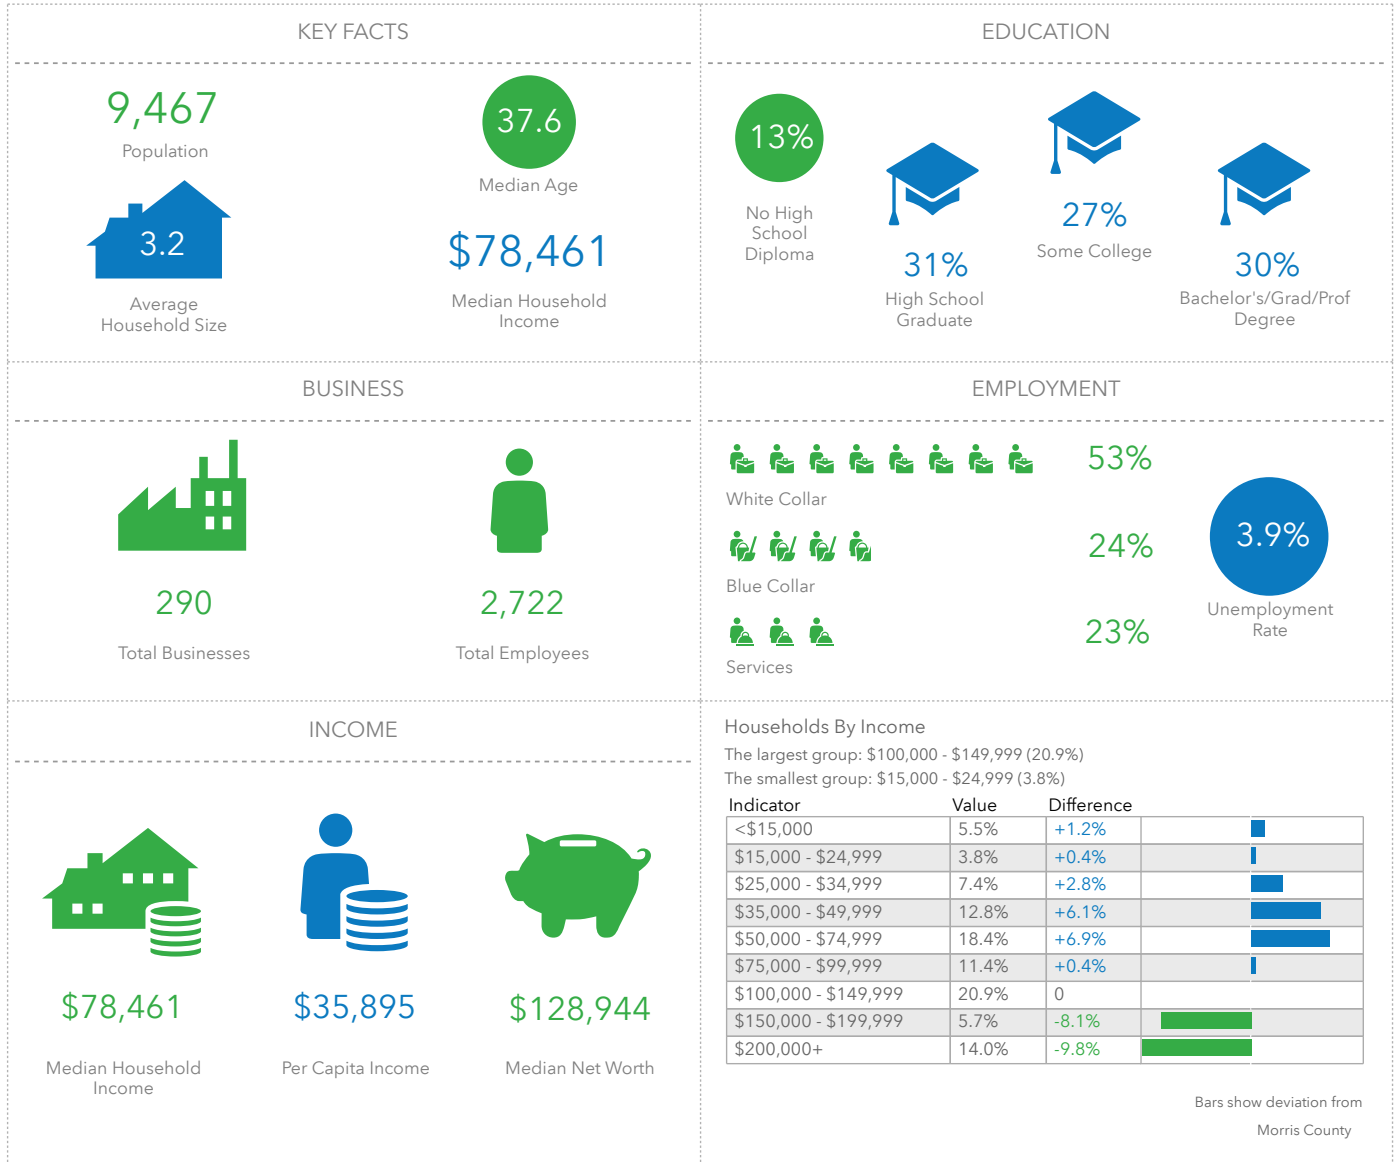 KEY FACTS
9,467
Population
37.6
Median Age
3.2
Average
Household Size
$78,461
Median Household
Income
EDUCATION
13%
No High
School
Diploma
31%
High School
Graduate
27%
Some College
30%
Bachelor's/Grad/Prof
Degree
BUSINESS
290
Total Businesses
2,722
Total Employees
EMPLOYMENT
53%
White Collar
24%
Blue Collar
23%
Services
3.9%
Unemployment
Rate
INCOME
$78,461
Median Household
Income
$35,895
Per Capita Income
$128,944
Median Net Worth
Households By Income
The largest group: $100,000 - $149,999 (20.9%)
The smallest group: $15,000 - $24,999 (3.8%)
Indicator Value Difference
<$15,000 5.5% +1.2%
$15,000 - $24,999 3.8% +0.4%
$25,000 - $34,999 7.4% +2.8%
$35,000 - $49,999 12.8% +6.1%
$50,000 - $74,999 18.4% +6.9%
$75,000 - $99,999 11.4% +0.4%
$100,000 - $149,999 20.9% 0
$150,000 - $199,999 5.7% -8.1%
$200,000+ 14.0% -9.8%
Bars show deviation from
Morris County